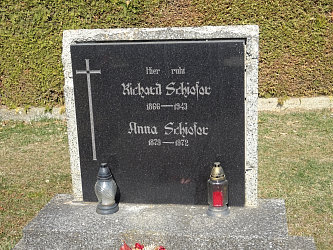 Hier ruht
Richard Schiefer
1866—1943
Anna Schiefer
1879—1972